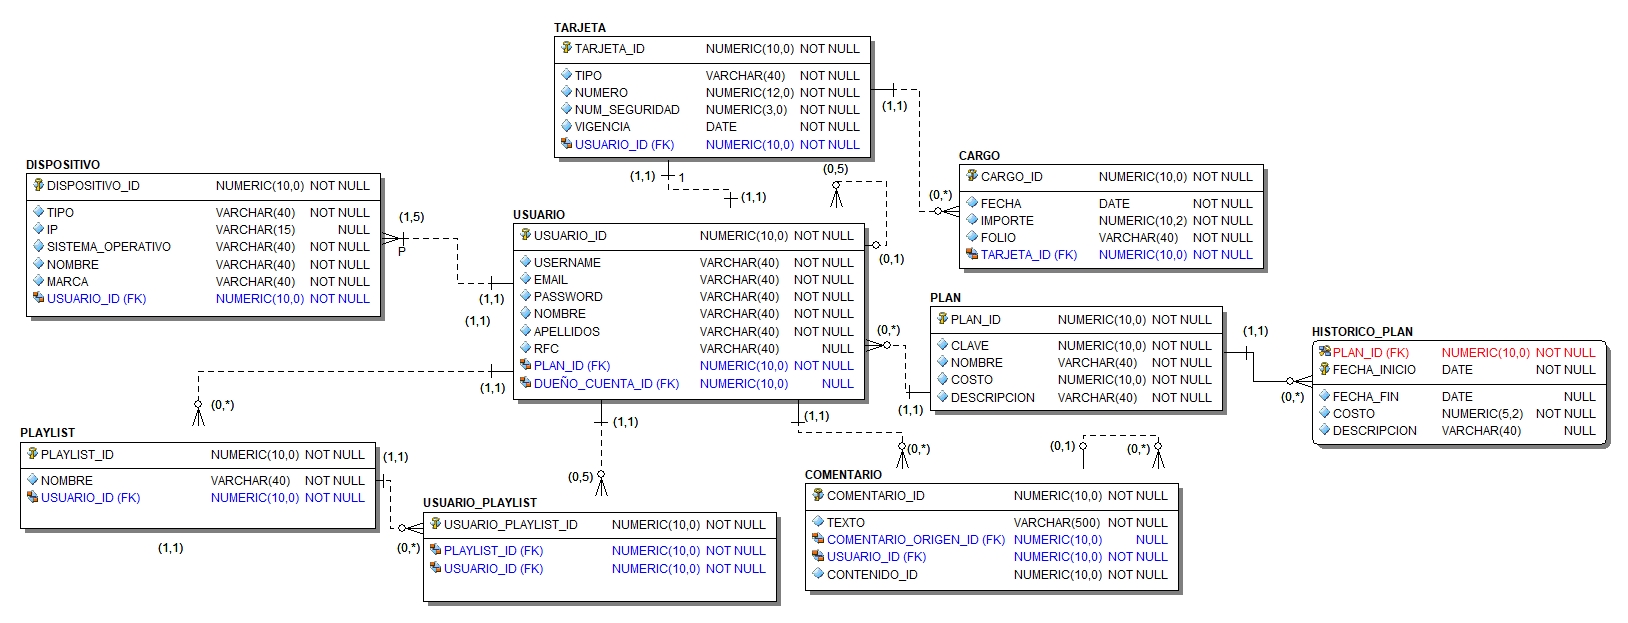 TARJETA
TARJETA_ID NUMERIC(10,0) NOT NULL
TIPO VARCHAR(40) NOT NULL
NUMERO NUMERIC(12,0) NOT NULL
NUM_SEGURIDAD NUMERIC(3,0) NOT NULL
VIGENCIA DATE NOT NULL
USUARIO_ID (FK) NUMERIC(10,0) NOT NULL
(1,1)
(1,1) 1
(1,1)
(0,5)
(0,1)
(0,*)
CARGO
CARGO_ID NUMERIC(10,0) NOT NULL
FECHA DATE NOT NULL
IMPORTE NUMERIC(10,2) NOT NULL
FOLIO VARCHAR(40) NOT NULL
TARJETA_ID (FK) NUMERIC(10,0) NOT NULL
DISPOSITIVO
DISPOSITIVO_ID NUMERIC(10,0) NOT NULL
TIPO VARCHAR(40) NOT NULL
IP VARCHAR(15) NULL
SISTEMA_OPERATIVO VARCHAR(40) NOT NULL
NOMBRE VARCHAR(40) NOT NULL
MARCA VARCHAR(40) NOT NULL
USUARIO_ID (FK) NUMERIC(10,0) NOT NULL
(1,5)
P
(1,1)
(1,1)
USUARIO
USUARIO_ID NUMERIC(10,0) NOT NULL
USERNAME VARCHAR(40) NOT NULL
EMAIL VARCHAR(40) NOT NULL
PASSWORD VARCHAR(40) NOT NULL
NOMBRE VARCHAR(40) NOT NULL
APELLIDOS VARCHAR(40) NOT NULL
RFC VARCHAR(40) NULL
PLAN_ID (FK) NUMERIC(10,0) NOT NULL
DUEÑO_CUENTA_ID (FK) NUMERIC(10,0) NULL
(0,*)
(1,1)
PLAN
PLAN_ID NUMERIC(10,0) NOT NULL
CLAVE NUMERIC(10,0) NOT NULL
NOMBRE VARCHAR(40) NOT NULL
COSTO NUMERIC(10,0) NOT NULL
DESCRIPCION VARCHAR(40) NOT NULL
(1,1)
(0,*)
HISTORICO_PLAN
PLAN_ID (FK) NUMERIC(10,0) NOT NULL
FECHA_INICIO DATE NOT NULL
FECHA_FIN DATE NULL
COSTO NUMERIC(5,2) NOT NULL
DESCRIPCION VARCHAR(40) NULL
(1,1)
(0,*)
PLAYLIST
PLAYLIST_ID NUMERIC(10,0) NOT NULL
NOMBRE VARCHAR(40) NOT NULL
USUARIO_ID (FK) NUMERIC(10,0) NOT NULL
(1,1)
(0,*)
(1,1)
(1,1)
(0,5)
USUARIO_PLAYLIST
USUARIO_PLAYLIST_ID NUMERIC(10,0) NOT NULL
PLAYLIST_ID (FK) NUMERIC(10,0) NOT NULL
USUARIO_ID (FK) NUMERIC(10,0) NOT NULL
(1,1)
(0,*)
(0,1)
(0,*)
COMENTARIO
COMENTARIO_ID NUMERIC(10,0) NOT NULL
TEXTO VARCHAR(500) NOT NULL
COMENTARIO_ORIGEN_ID (FK) NUMERIC(10,0) NULL
USUARIO_ID (FK) NUMERIC(10,0) NOT NULL
CONTENIDO_ID NUMERIC(10,0) NOT NULL